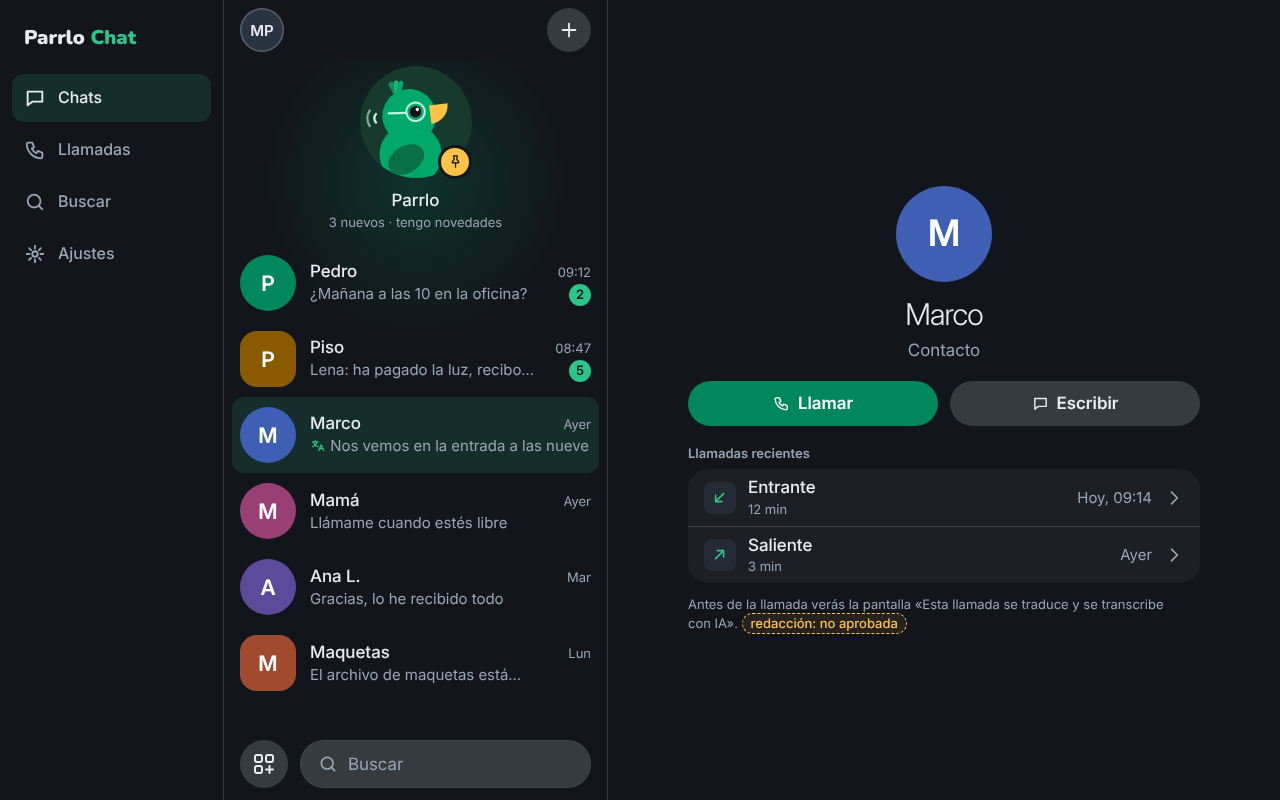 Parrlo Chat
Chats
Llamadas
Buscar
Ajustes
MP
Parrlo
3 nuevos · tengo novedades
P
Pedro
09:12
¿Mañana a las 10 en la oficina?
2
P
Piso
08:47
Lena: ha pagado la luz, recibo...
5
M
Marco
Ayer
Nos vemos en la entrada a las nueve
M
Mamá
Ayer
Llámame cuando estés libre
A
Ana L.
Mar
Gracias, lo he recibido todo
M
Maquetas
Lun
El archivo de maquetas está...
Buscar
M
Marco
Contacto
Llamar
Escribir
Llamadas recientes
Entrante
12 min
Hoy, 09:14
Saliente
3 min
Ayer
Antes de la llamada verás la pantalla «Esta llamada se traduce y se transcribe
con IA». redacción: no aprobada